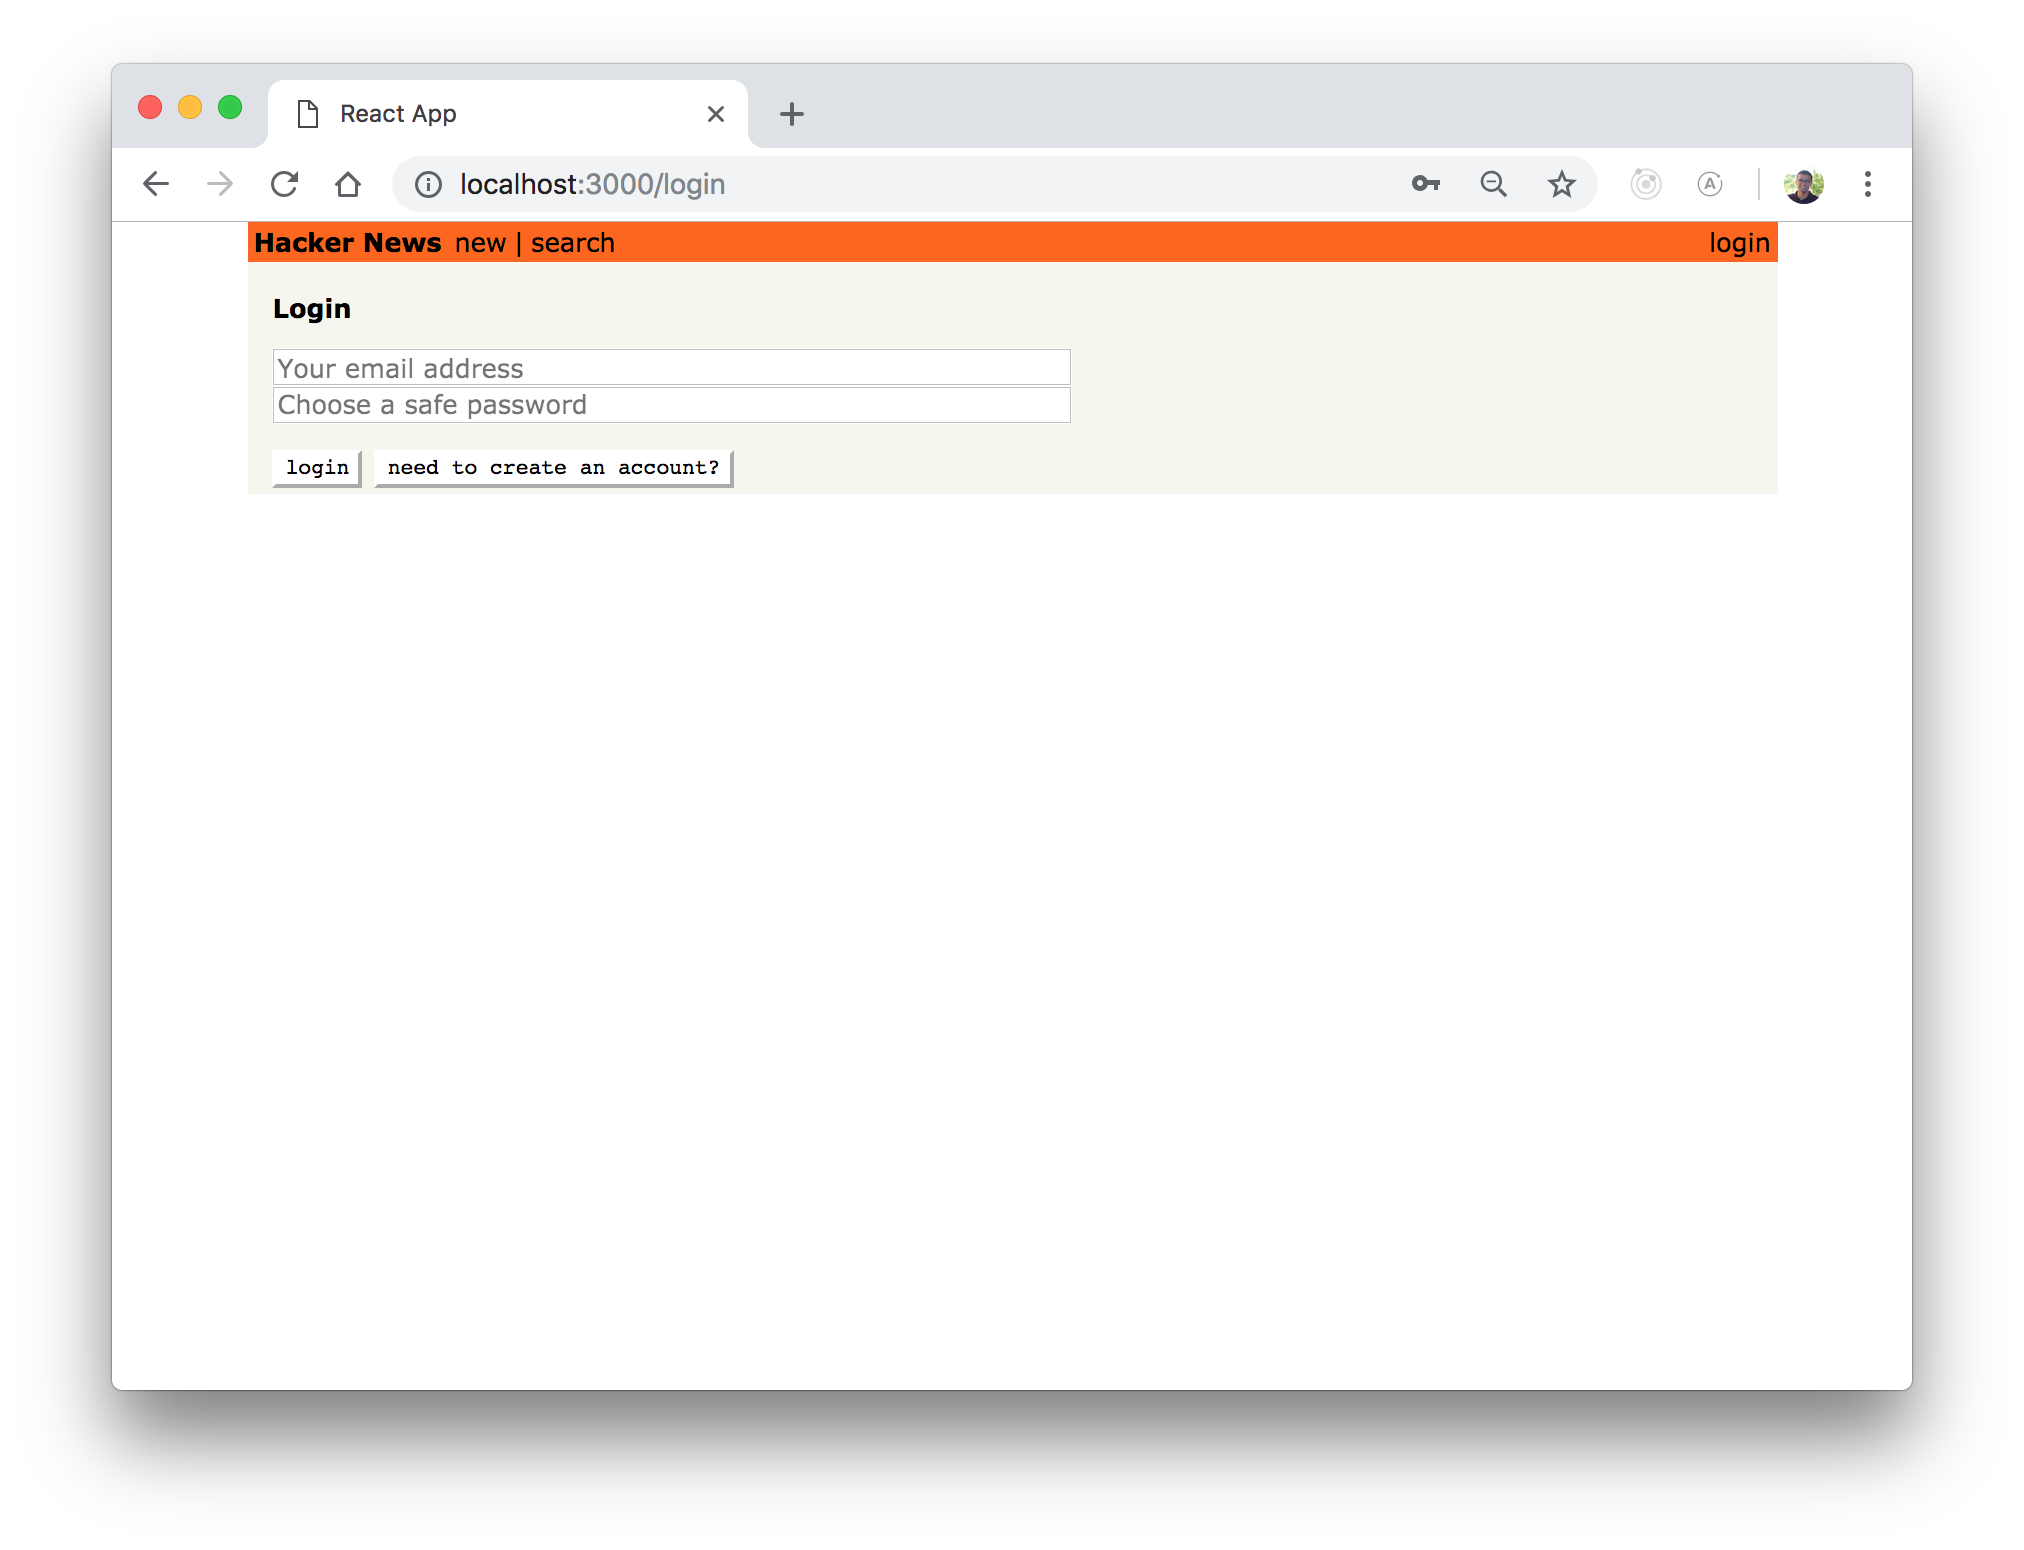 React App
localhost:3000/login
Hacker News new | search login
Login
Your email address
Choose a safe password
login need to create an account?